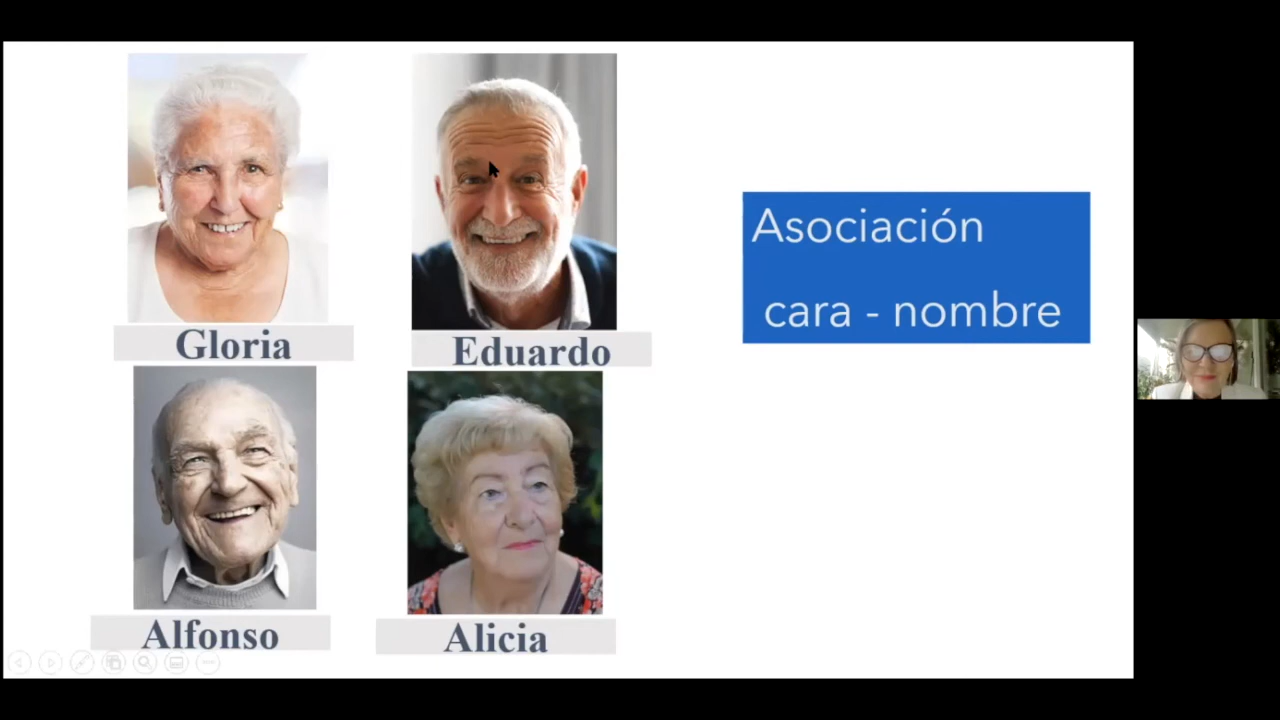 Gloria
Eduardo
Alfonso
Alicia
Asociación
cara - nombre